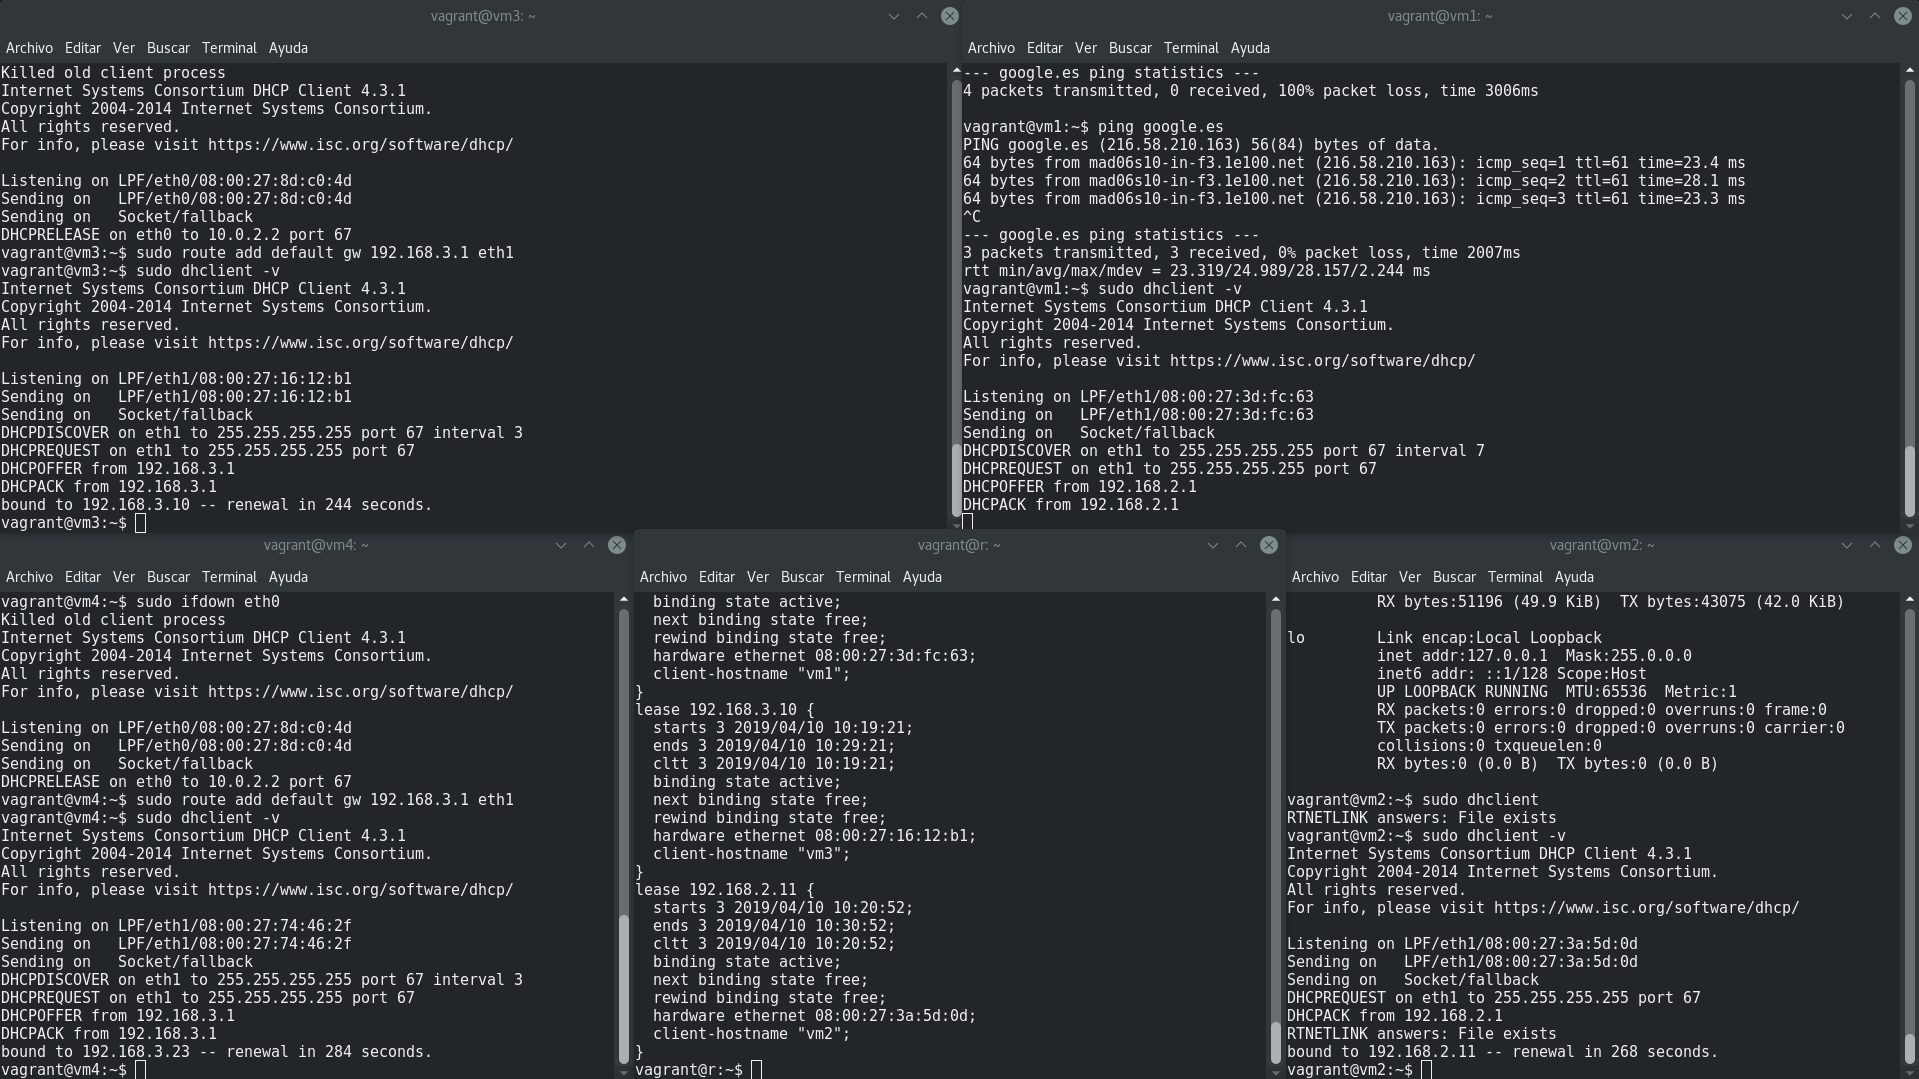 vagrant@vm3: ~
Archivo Editar Ver Buscar Terminal Ayuda
Killed old client process
Internet Systems Consortium DHCP Client 4.3.1
Copyright 2004-2014 Internet Systems Consortium.
All rights reserved.
For info, please visit https://www.isc.org/software/dhcp/
Listening on LPF/eth0/08:00:27:8d:c0:4d
Sending on   LPF/eth0/08:00:27:8d:c0:4d
Sending on   Socket/fallback
DHCPRELEASE on eth0 to 10.0.2.2 port 67
vagrant@vm3:~$ sudo route add default gw 192.168.3.1 eth1
vagrant@vm3:~$ sudo dhclient -v
Internet Systems Consortium DHCP Client 4.3.1
Copyright 2004-2014 Internet Systems Consortium.
All rights reserved.
For info, please visit https://www.isc.org/software/dhcp/
Listening on LPF/eth1/08:00:27:16:12:b1
Sending on   LPF/eth1/08:00:27:16:12:b1
Sending on   Socket/fallback
DHCPDISCOVER on eth1 to 255.255.255.255 port 67 interval 3
DHCPREQUEST on eth1 to 255.255.255.255 port 67
DHCPOFFER from 192.168.3.1
DHCPACK from 192.168.3.1
bound to 192.168.3.10 -- renewal in 244 seconds.
vagrant@vm3:~$
vagrant@vm1: ~
Archivo Editar Ver Buscar Terminal Ayuda
--- google.es ping statistics ---
4 packets transmitted, 0 received, 100% packet loss, time 3006ms
vagrant@vm1:~$ ping google.es
PING google.es (216.58.210.163) 56(84) bytes of data.
64 bytes from mad06s10-in-f3.1e100.net (216.58.210.163): icmp_seq=1 ttl=61 time=23.4 ms
64 bytes from mad06s10-in-f3.1e100.net (216.58.210.163): icmp_seq=2 ttl=61 time=28.1 ms
64 bytes from mad06s10-in-f3.1e100.net (216.58.210.163): icmp_seq=3 ttl=61 time=23.3 ms
^C
--- google.es ping statistics ---
3 packets transmitted, 3 received, 0% packet loss, time 2007ms
rtt min/avg/max/mdev = 23.319/24.989/28.157/2.244 ms
vagrant@vm1:~$ sudo dhclient -v
Internet Systems Consortium DHCP Client 4.3.1
Copyright 2004-2014 Internet Systems Consortium.
All rights reserved.
For info, please visit https://www.isc.org/software/dhcp/
Listening on LPF/eth1/08:00:27:3d:fc:63
Sending on   LPF/eth1/08:00:27:3d:fc:63
Sending on   Socket/fallback
DHCPDISCOVER on eth1 to 255.255.255.255 port 67 interval 7
DHCPREQUEST on eth1 to 255.255.255.255 port 67
DHCPOFFER from 192.168.2.1
DHCPACK from 192.168.2.1
vagrant@vm4: ~
Archivo Editar Ver Buscar Terminal Ayuda
vagrant@vm4:~$ sudo ifdown eth0
Killed old client process
Internet Systems Consortium DHCP Client 4.3.1
Copyright 2004-2014 Internet Systems Consortium.
All rights reserved.
For info, please visit https://www.isc.org/software/dhcp/
Listening on LPF/eth0/08:00:27:8d:c0:4d
Sending on   LPF/eth0/08:00:27:8d:c0:4d
Sending on   Socket/fallback
DHCPRELEASE on eth0 to 10.0.2.2 port 67
vagrant@vm4:~$ sudo route add default gw 192.168.3.1 eth1
vagrant@vm4:~$ sudo dhclient -v
Internet Systems Consortium DHCP Client 4.3.1
Copyright 2004-2014 Internet Systems Consortium.
All rights reserved.
For info, please visit https://www.isc.org/software/dhcp/
Listening on LPF/eth1/08:00:27:74:46:2f
Sending on   LPF/eth1/08:00:27:74:46:2f
Sending on   Socket/fallback
DHCPDISCOVER on eth1 to 255.255.255.255 port 67 interval 3
DHCPREQUEST on eth1 to 255.255.255.255 port 67
DHCPOFFER from 192.168.3.1
DHCPACK from 192.168.3.1
bound to 192.168.3.23 -- renewal in 284 seconds.
vagrant@vm4:~$
vagrant@r: ~
Archivo Editar Ver Buscar Terminal Ayuda
  binding state active;
  next binding state free;
  rewind binding state free;
  hardware ethernet 08:00:27:3d:fc:63;
  client-hostname "vm1";
}
lease 192.168.3.10 {
  starts 3 2019/04/10 10:19:21;
  ends 3 2019/04/10 10:29:21;
  cltt 3 2019/04/10 10:19:21;
  binding state active;
  next binding state free;
  rewind binding state free;
  hardware ethernet 08:00:27:16:12:b1;
  client-hostname "vm3";
}
lease 192.168.2.11 {
  starts 3 2019/04/10 10:20:52;
  ends 3 2019/04/10 10:30:52;
  cltt 3 2019/04/10 10:20:52;
  binding state active;
  next binding state free;
  rewind binding state free;
  hardware ethernet 08:00:27:3a:5d:0d;
  client-hostname "vm2";
}
vagrant@r:~$
vagrant@vm2: ~
Archivo Editar Ver Buscar Terminal Ayuda
          RX bytes:51196 (49.9 KiB)  TX bytes:43075 (42.0 KiB)
lo        Link encap:Local Loopback
          inet addr:127.0.0.1  Mask:255.0.0.0
          inet6 addr: ::1/128 Scope:Host
          UP LOOPBACK RUNNING  MTU:65536  Metric:1
          RX packets:0 errors:0 dropped:0 overruns:0 frame:0
          TX packets:0 errors:0 dropped:0 overruns:0 carrier:0
          collisions:0 txqueuelen:0
          RX bytes:0 (0.0 B)  TX bytes:0 (0.0 B)
vagrant@vm2:~$ sudo dhclient
RTNETLINK answers: File exists
vagrant@vm2:~$ sudo dhclient -v
Internet Systems Consortium DHCP Client 4.3.1
Copyright 2004-2014 Internet Systems Consortium.
All rights reserved.
For info, please visit https://www.isc.org/software/dhcp/
Listening on LPF/eth1/08:00:27:3a:5d:0d
Sending on   LPF/eth1/08:00:27:3a:5d:0d
Sending on   Socket/fallback
DHCPREQUEST on eth1 to 255.255.255.255 port 67
DHCPACK from 192.168.2.1
RTNETLINK answers: File exists
bound to 192.168.2.11 -- renewal in 268 seconds.
vagrant@vm2:~$